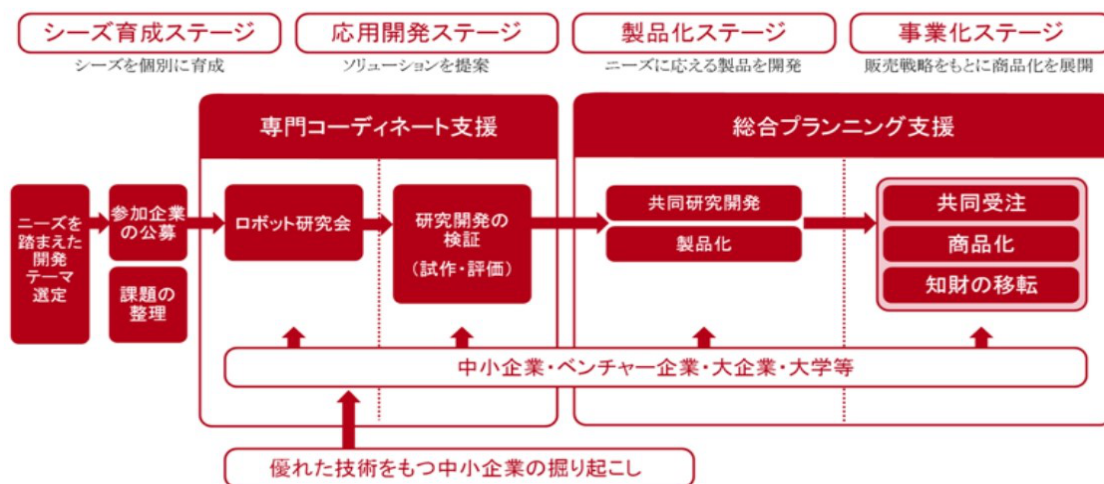 シーズ育成ステージ
応用開発ステージ
製品化ステージ
事業化ステージ
シーズを個別に育成
ソリューションを提案
ニーズに応える製品を開発
販売戦略をもとに商品化を展開
専門コーディネート支援
総合プランニング支援
ニーズを
踏まえた
開発
テーマ
選定
参加企業
の公募
課題の
整理
ロボット研究会
研究開発の
検証
(試作・評価)
共同研究開発
製品化
共同受注
商品化
知財の移転
中小企業・ベンチャー企業・大企業・大学等
優れた技術をもつ中小企業の掘り起こし